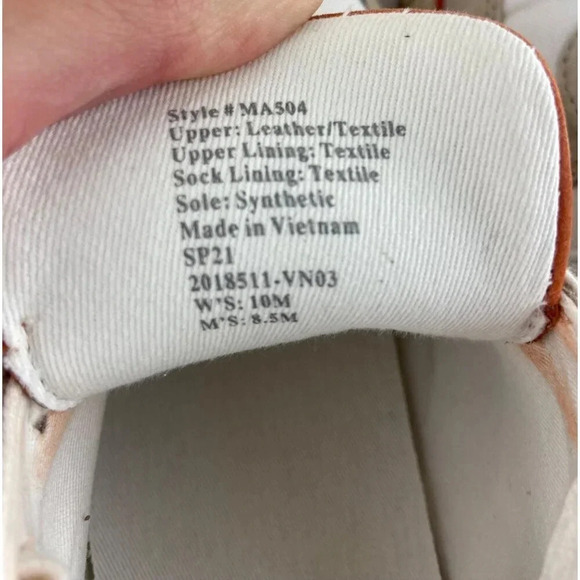 Style # MA504
Upper: Leather/Textile
Upper Lining: Textile
Sock Lining: Textile
Sole: Synthetic
Made in Vietnam
SP21
2018511-VN03
W'S: 10M
M'S: 8.5M